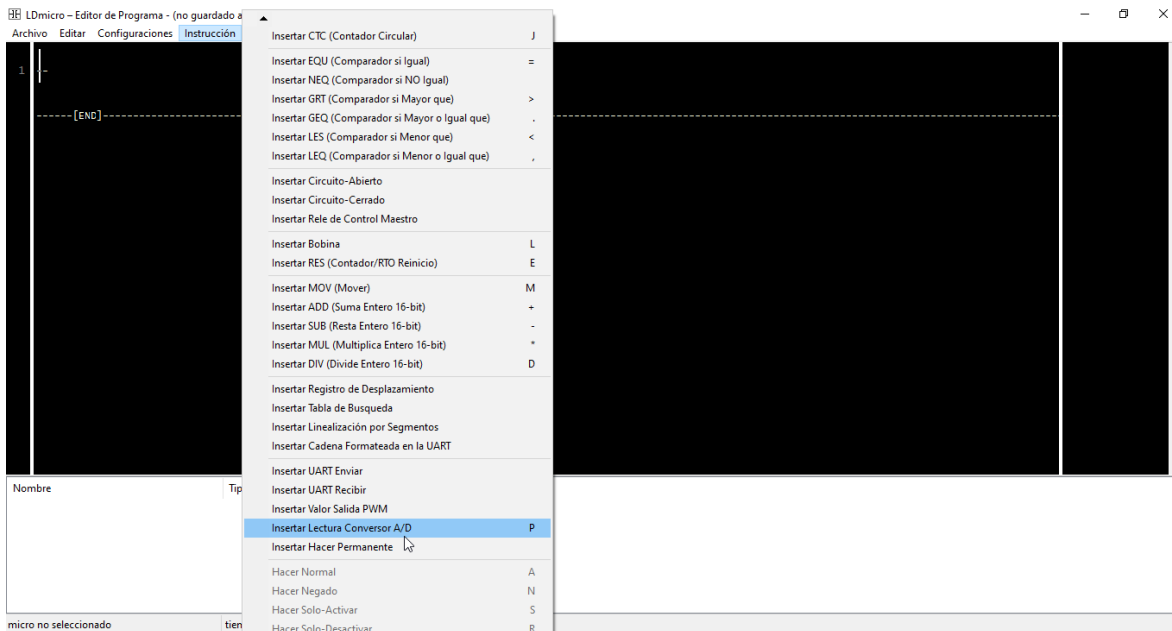 LDmicro – Editor de Programa - (no guardado a
Archivo Editar Configuraciones Instrucción
1
------[END]------
Insertar CTC (Contador Circular) J
Insertar EQU (Comparador si Igual) =
Insertar NEQ (Comparador si NO Igual)
Insertar GRT (Comparador si Mayor que) >
Insertar GEQ (Comparador si Mayor o Igual que) .
Insertar LES (Comparador si Menor que) <
Insertar LEQ (Comparador si Menor o Igual que) ,
Insertar Circuito-Abierto
Insertar Circuito-Cerrado
Insertar Rele de Control Maestro
Insertar Bobina L
Insertar RES (Contador/RTO Reinicio) E
Insertar MOV (Mover) M
Insertar ADD (Suma Entero 16-bit) +
Insertar SUB (Resta Entero 16-bit) -
Insertar MUL (Multiplica Entero 16-bit) *
Insertar DIV (Divide Entero 16-bit) D
Insertar Registro de Desplazamiento
Insertar Tabla de Busqueda
Insertar Linealización por Segmentos
Insertar Cadena Formateada en la UART
Insertar UART Enviar
Insertar UART Recibir
Insertar Valor Salida PWM
Insertar Lectura Conversor A/D P
Insertar Hacer Permanente
Hacer Normal A
Hacer Negado N
Hacer Solo-Activar S
Hacer Solo-Desactivar R
Nombre Tip
micro no seleccionado tien